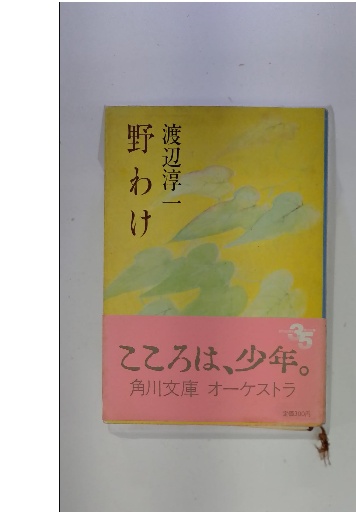 野わけ
渡辺淳一
35
こころは、少年。
角川文庫 オーケストラ